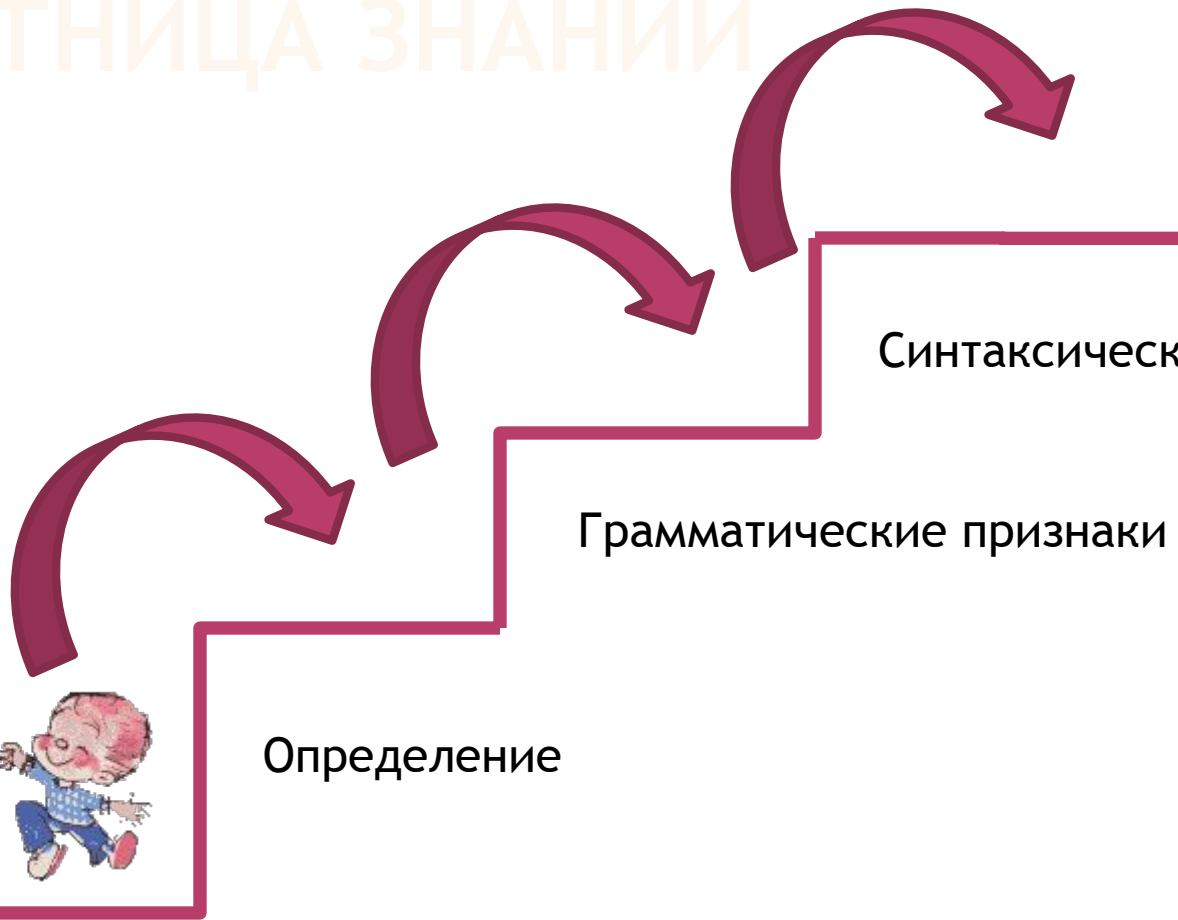 ТНИЦА ЗНАНИЙ
Синтаксическ
Грамматические признаки
Определение